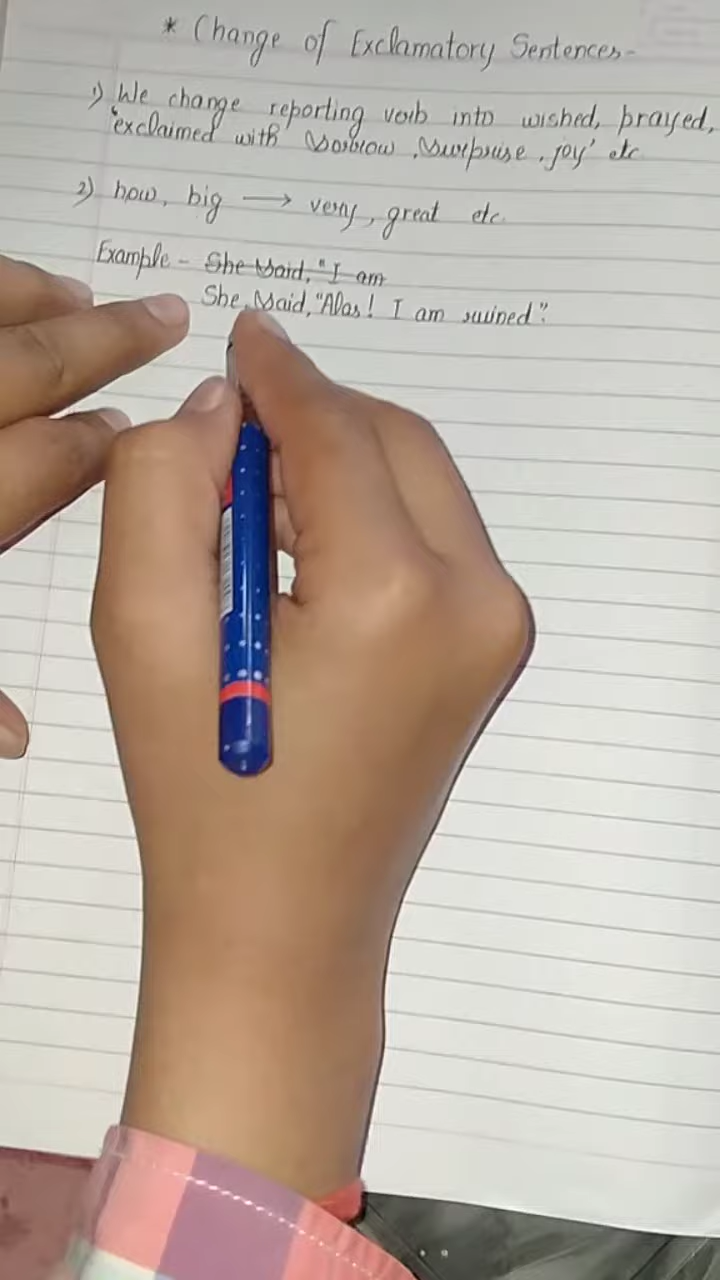 * Change of Exclamatory Sentences-
1) We change reporting verb into wished, prayed,
'exclaimed with sorrow, surprise, joy' etc
2) how, big → very, great etc.
Example - She said, "I am
She said, "Alas! I am ruined".